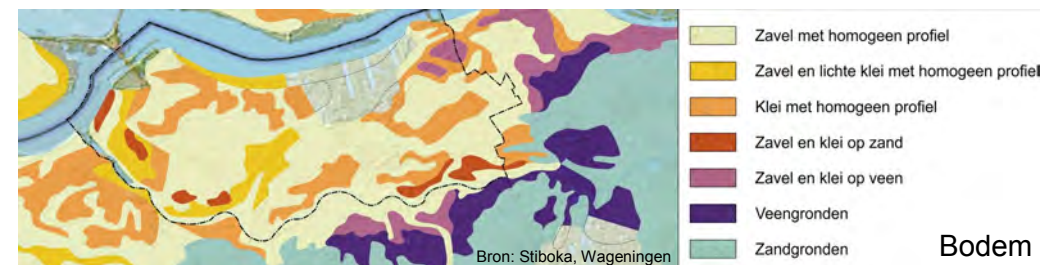 Zavel met homogeen profiel
Zavel en lichte klei met homogeen profiel
Klei met homogeen profiel
Zavel en klei op zand
Zavel en klei op veen
Veengronden
Zandgronden
Bron: Stiboka, Wageningen
Bodem